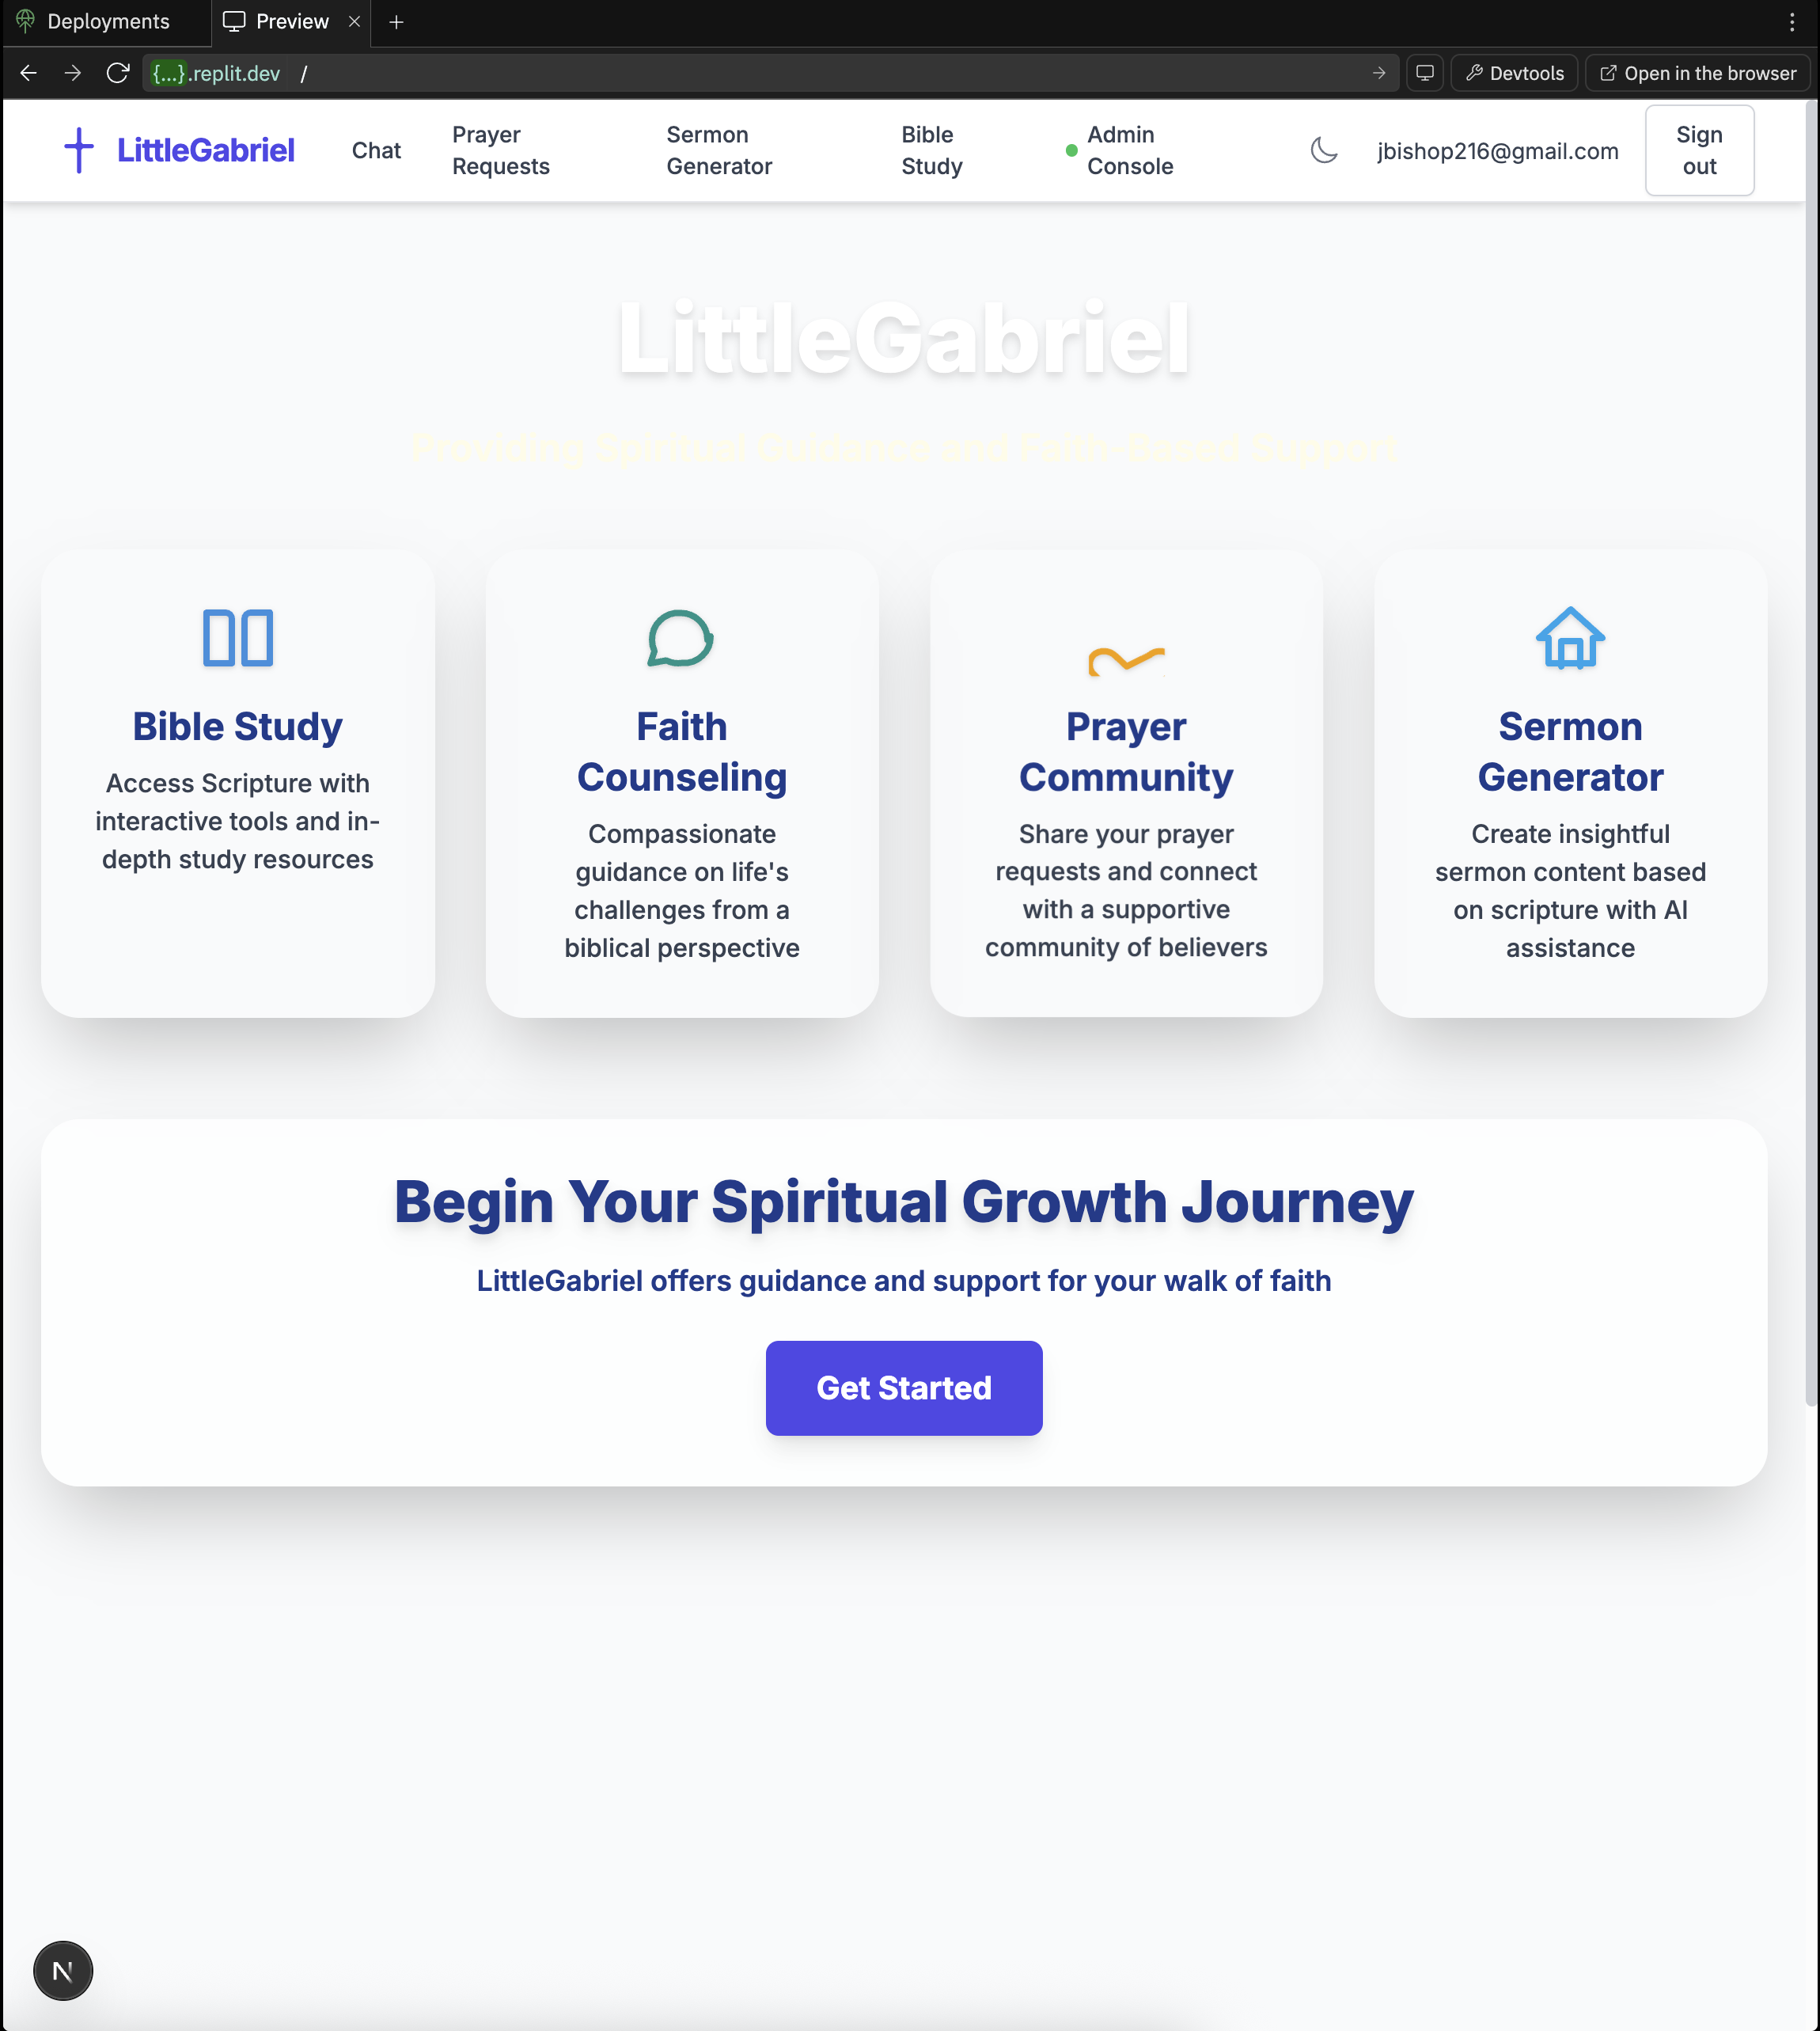 Deployments
Preview
{...}.replit.dev /
Devtools
Open in the browser
LittleGabriel
Chat
Prayer
Requests
Sermon
Generator
Bible
Study
Admin
Console
jbishop216@gmail.com
Sign
out
LittleGabriel
Providing Spiritual Guidance and Faith-Based Support
Bible Study
Access Scripture with
interactive tools and in-
depth study resources
Faith
Counseling
Compassionate
guidance on life's
challenges from a
biblical perspective
Prayer
Community
Share your prayer
requests and connect
with a supportive
community of believers
Sermon
Generator
Create insightful
sermon content based
on scripture with AI
assistance
Begin Your Spiritual Growth Journey
LittleGabriel offers guidance and support for your walk of faith
Get Started
N